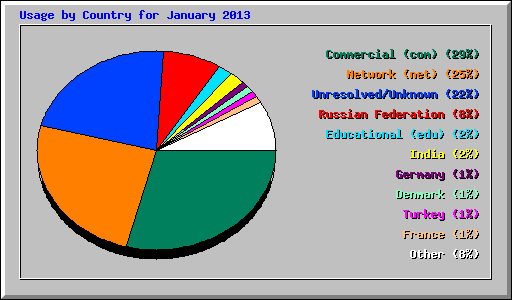 Usage by Country for January 2013
Commercial (com) (29%)
Network (net) (25%)
Unresolved/Unknown (22%)
Russian Federation (8%)
Educational (edu) (2%)
India (2%)
Germany (1%)
Denmark (1%)
Turkey (1%)
France (1%)
Other (8%)